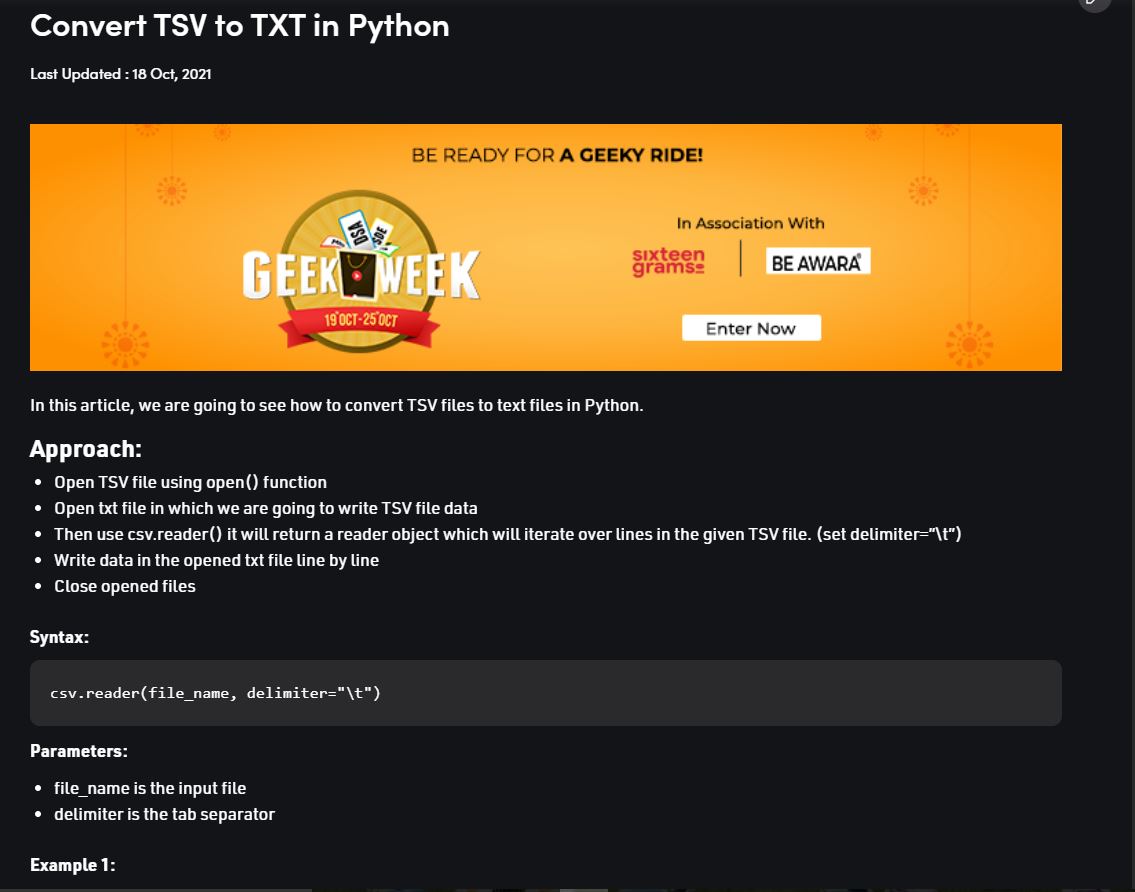 Convert TSV to TXT in Python
Last Updated : 18 Oct, 2021
BE READY FOR A GEEKY RIDE!
DSA
SDE
GEEK WEEK
19th OCT-25th OCT
In Association With
sixteen
grams
BE AWARA
Enter Now
In this article, we are going to see how to convert TSV files to text files in Python.
Approach:
Open TSV file using open() function
Open txt file in which we are going to write TSV file data
Then use csv.reader() it will return a reader object which will iterate over lines in the given TSV file. (set delimiter=”\t”)
Write data in the opened txt file line by line
Close opened files
Syntax:
csv.reader(file_name, delimiter="\t")
Parameters:
file_name is the input file
delimiter is the tab separator
Example 1: